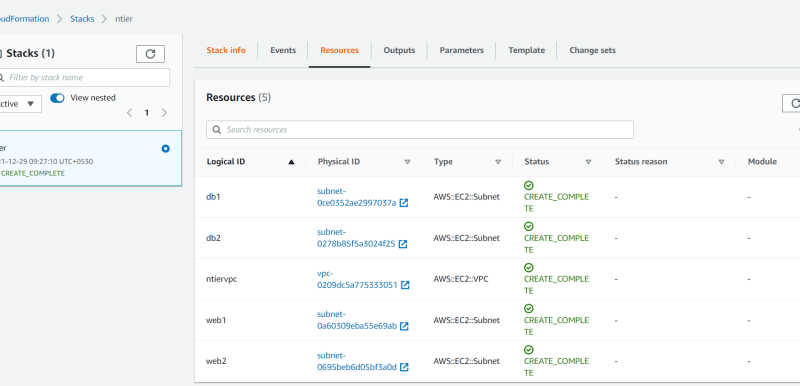 oudFormation > Stacks > ntier
Stacks (1)
Filter by stack name
ctive
View nested
1
er
21-12-29 09:27:10 UTC+0530
CREATE_COMPLETE
Stack info Events Resources Outputs Parameters Template Change sets
Resources (5)
Search resources
Logical ID Physical ID Type Status Status reason Module
db1 subnet-0ce0352ae2997037a AWS::EC2::Subnet CREATE_COMPLETE - -
db2 subnet-0278b85f5a3024f25 AWS::EC2::Subnet CREATE_COMPLETE - -
ntiervpc vpc-0209dc5a775333051 AWS::EC2::VPC CREATE_COMPLETE - -
web1 subnet-0a60309eba55e69ab AWS::EC2::Subnet CREATE_COMPLETE - -
web2 subnet-0695beb6d05bf3a0d AWS::EC2::Subnet CREATE_COMPLETE - -